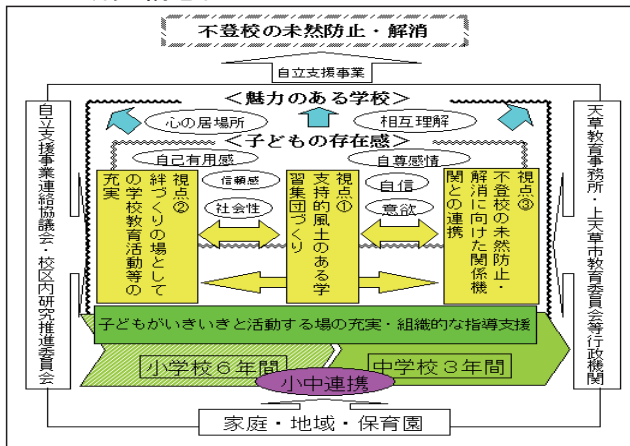 不登校の未然防止・解消
自立支援事業
＜魅力のある学校＞
心の居場所
相互理解
＜子どもの存在感＞
自己有用感
自尊感情
信頼感
社会性
自信
意欲
視点②
絆づくりの場として
の学校教育活動等の
充実
視点①
支持的風土のある学
習集団づくり
視点③
不登校の未然防止・
解消に向けた関係機
関との連携
自立支援事業連絡協議会・校区内研究推進委員会
天草教育事務所・上天草市教育委員会等行政機関
子どもがいきいきと活動する場の充実・組織的な指導支援
小学校６年間
中学校３年間
小中連携
家庭・地域・保育園